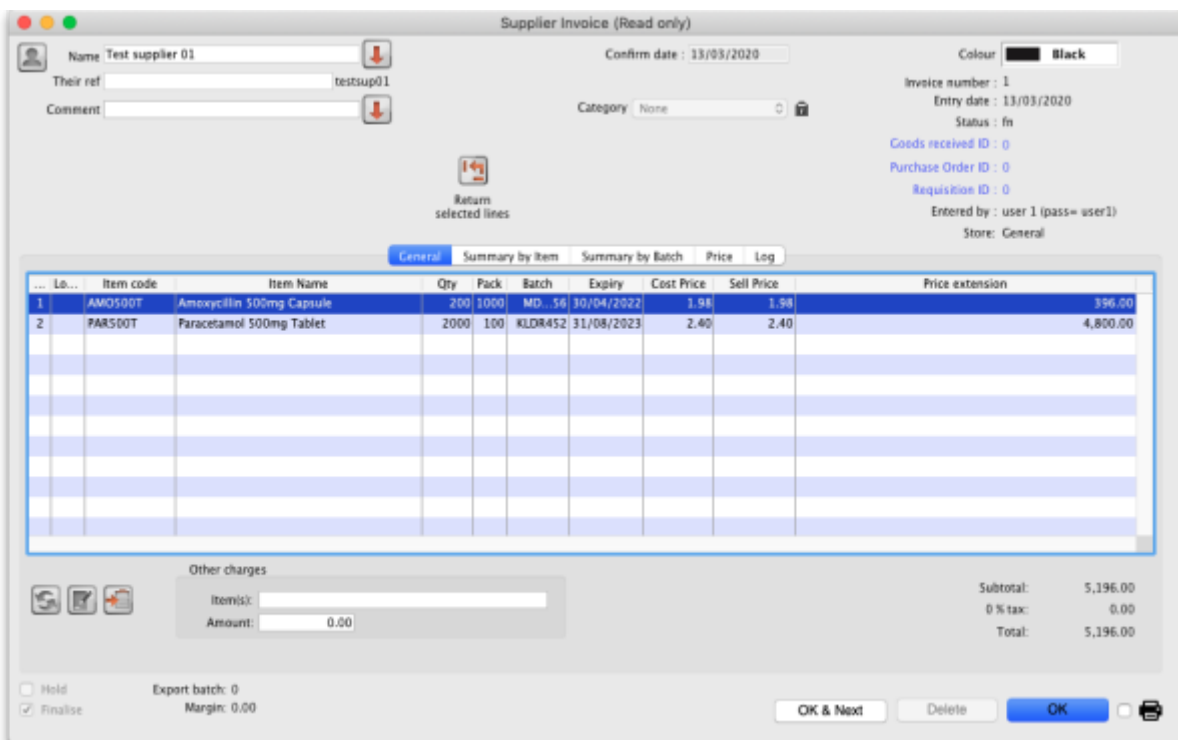 Supplier Invoice (Read only)
Name Test supplier 01 Confirm date : 13/03/2020 Colour Black
Their ref testsup01 Invoice number : 1
Comment Category None Entry date : 13/03/2020
Status : fn
Goods received ID : 0
Purchase Order ID : 0
Requisition ID : 0
Return
selected lines
Entered by : user 1 (pass= user1)
Store: General
General Summary by Item Summary by Batch Price Log
... Lo... Item code Item Name Qty Pack Batch Expiry Cost Price Sell Price Price extension
1 AMO500T Amoxycillin 500mg Capsule 200 1000 MD...56 30/04/2022 1.98 1.98 396.00
2 PAR500T Paracetamol 500mg Tablet 2000 100 KLDR452 31/08/2023 2.40 2.40 4,800.00
Other charges
Item(s):
Amount: 0.00
Subtotal: 5,196.00
0 % tax: 0.00
Total: 5,196.00
Hold Export batch: 0
Finalise Margin: 0.00
OK & Next Delete OK